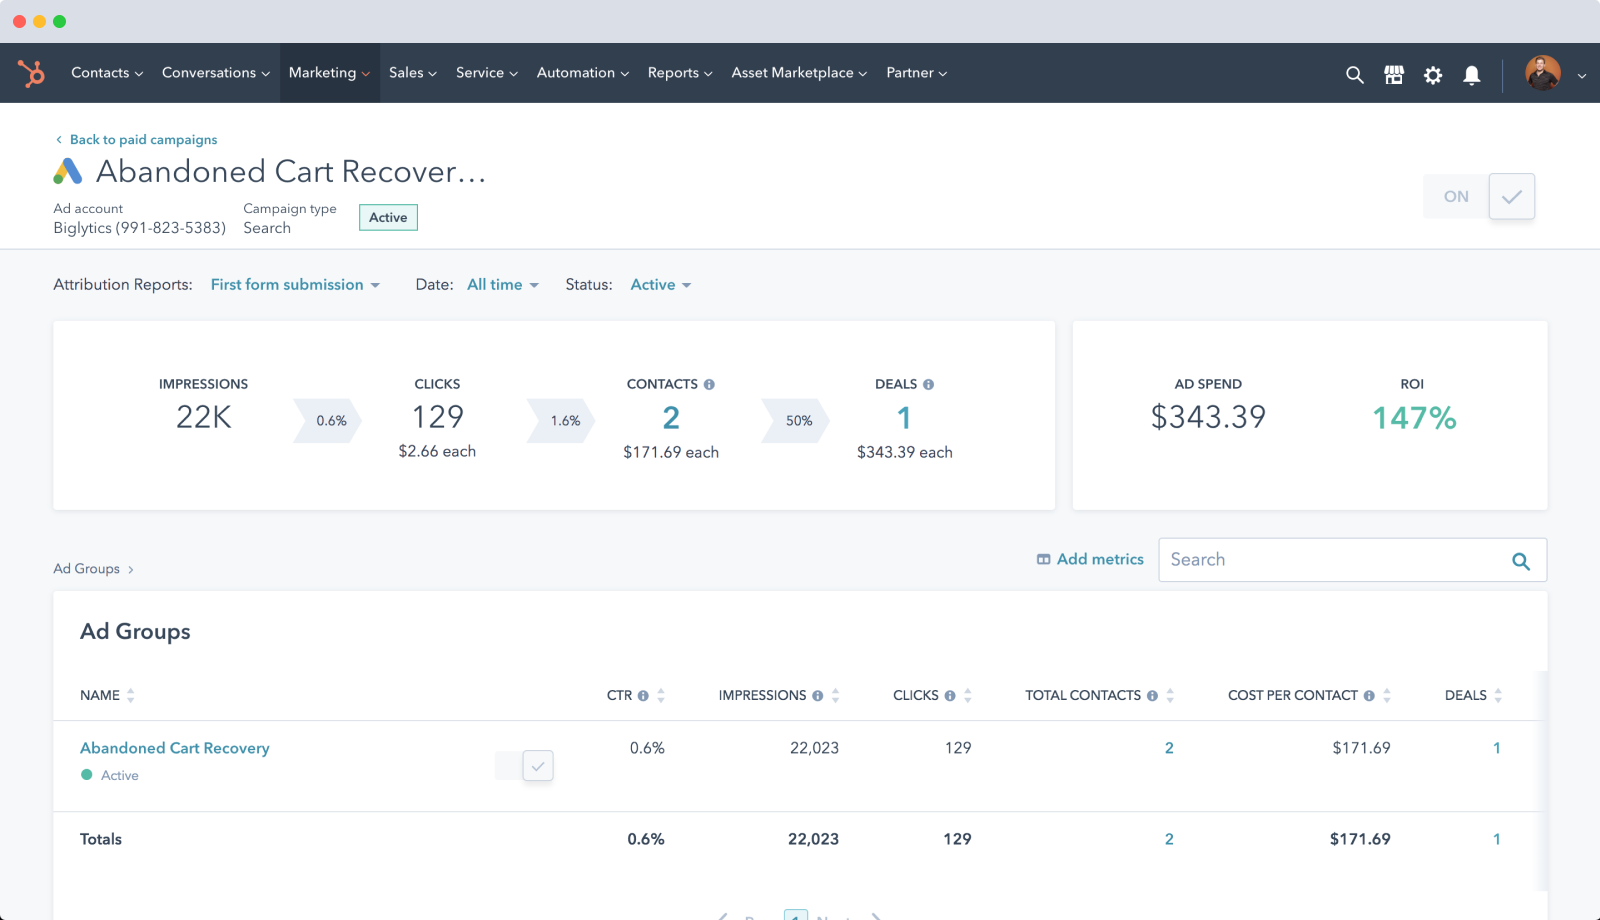 Contacts Conversations Marketing Sales Service Automation Reports Asset Marketplace Partner
Back to paid campaigns
Abandoned Cart Recover…
Ad account
Biglytics (991-823-5383)
Campaign type
Search
Active
ON
Attribution Reports: First form submission Date: All time Status: Active
IMPRESSIONS
22K
0.6%
CLICKS
129
$2.66 each
1.6%
CONTACTS
2
$171.69 each
50%
DEALS
1
$343.39 each
AD SPEND
$343.39
ROI
147%
Ad Groups
Add metrics
Search
Ad Groups
NAME CTR IMPRESSIONS CLICKS TOTAL CONTACTS COST PER CONTACT DEALS
Abandoned Cart Recovery 0.6% 22,023 129 2 $171.69 1
Active
Totals 0.6% 22,023 129 2 $171.69 1